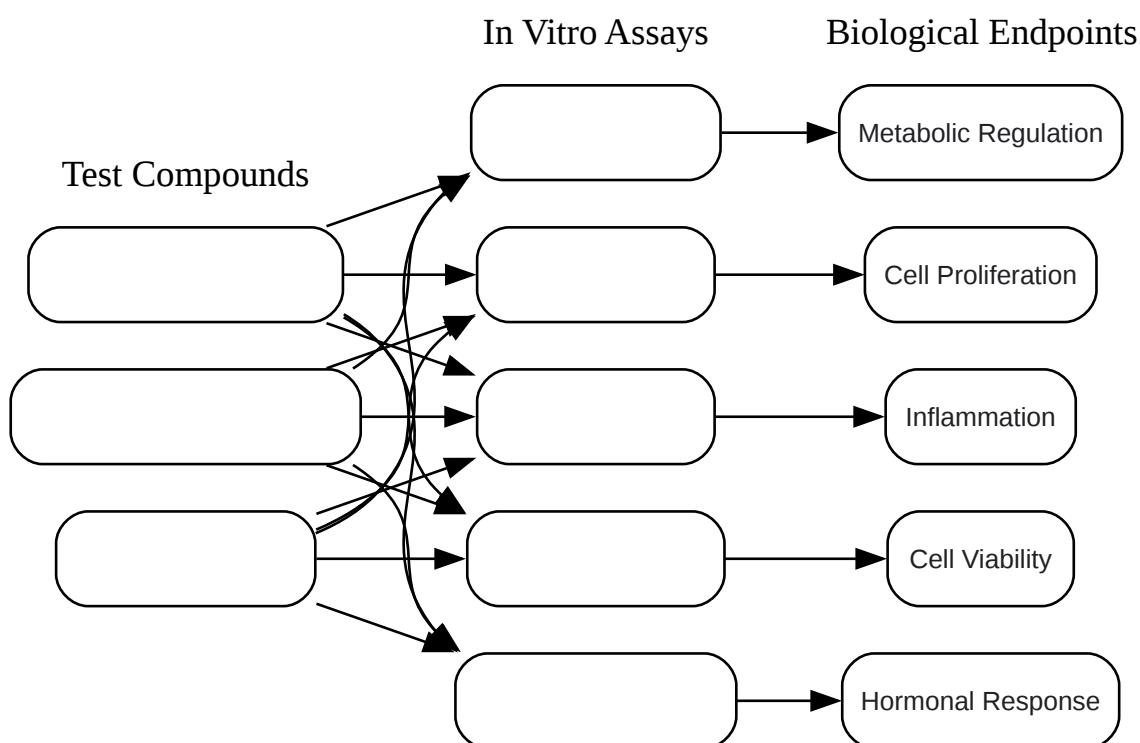 In Vitro Assays
Biological Endpoints
Metabolic Regulation
Test Compounds
Cell Proliferation
Inflammation
Cell Viability
Hormonal Response